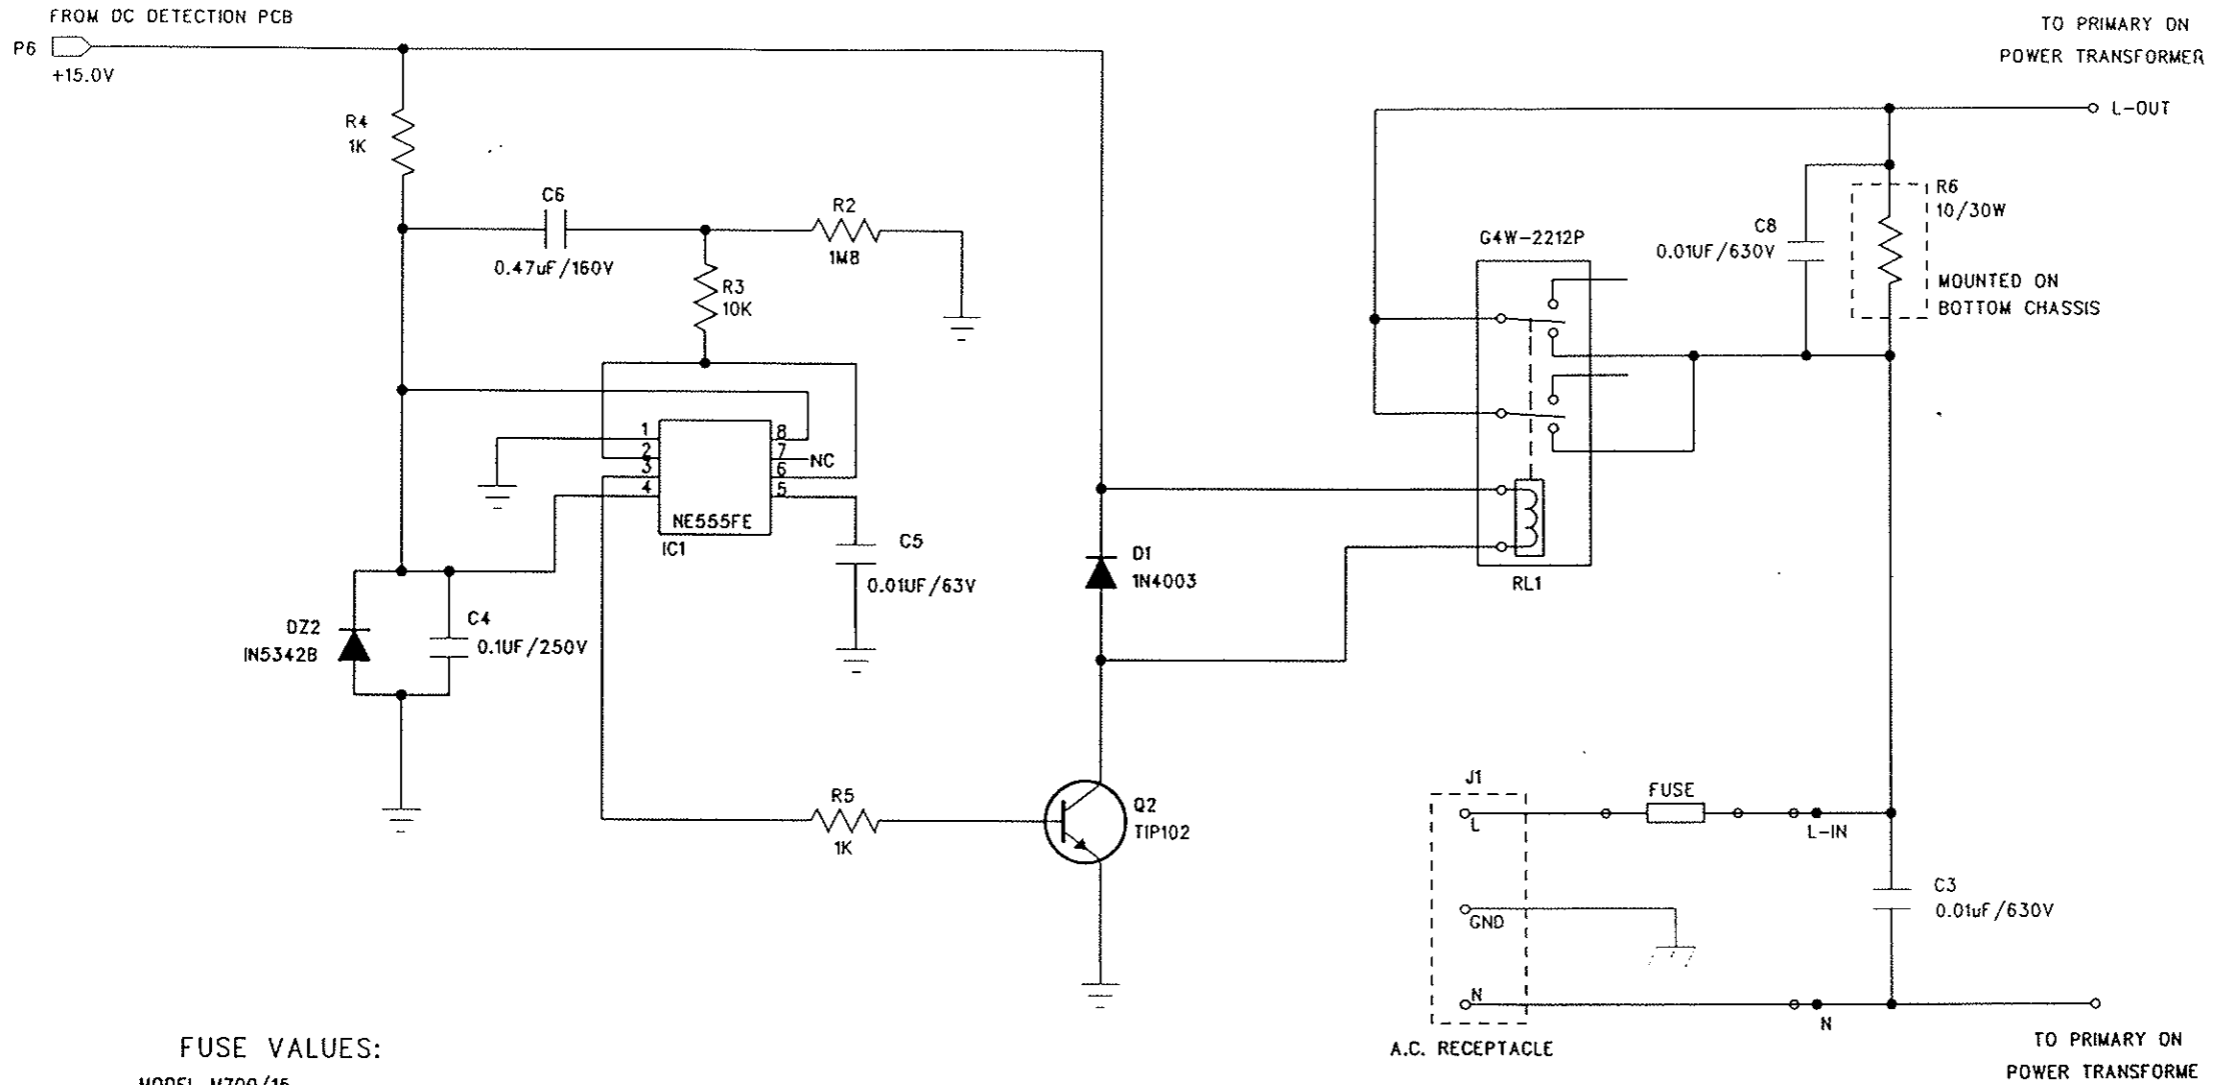 FROM DC DETECTION PCB
P6
+15.0V
TO PRIMARY ON
POWER TRANSFORMER
L-OUT
R4
1K
C6
0.47uF/160V
R2
1M8
R3
10K
R6
10/30W
MOUNTED ON
BOTTOM CHASSIS
C8
0.01UF/630V
G4W-2212P
RL1
1
2
3
4
8
7
6
5
NC
NE555FE
IC1
C5
0.01UF/63V
D1
1N4003
DZ2
IN5342B
C4
0.1UF/250V
R5
1K
Q2
TIP102
J1
L
GND
N
FUSE
L-IN
C3
0.01uF/630V
N
A.C. RECEPTACLE
TO PRIMARY ON
POWER TRANSFORME
FUSE VALUES:
MODEL M700/15